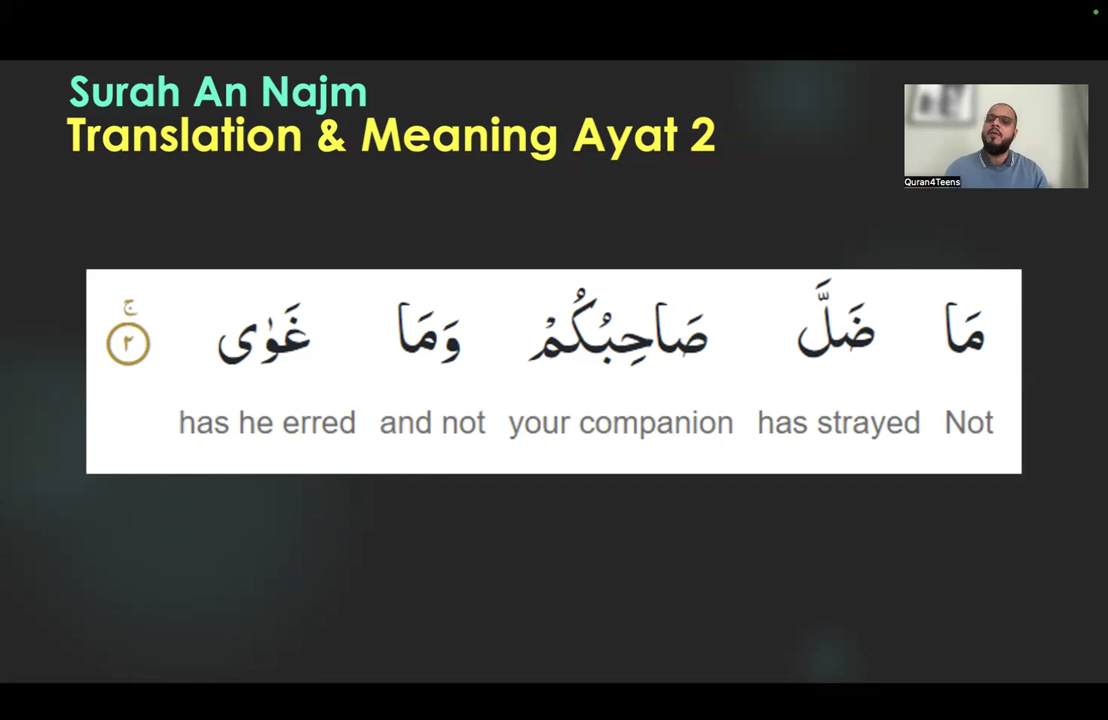 Surah An Najm
Translation & Meaning Ayat 2
Quran4Teens
مَا ضَلَّ صَاحِبُكُمْ وَمَا غَوٰى ۚ ٢
has he erred and not your companion has strayed Not